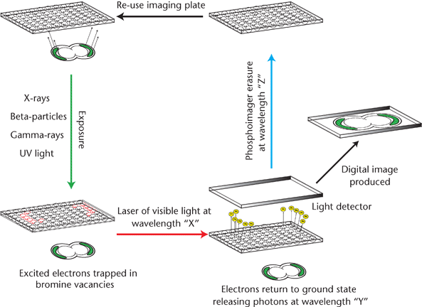 Re-use imaging plate
X-rays
Beta-particles
Gamma-rays
UV light
Exposure
Phosphoimager erasure
at wavelength “Z”
Digital image
produced
Light detector
Laser of visible light at
wavelength “X”
Excited electrons trapped in
bromine vacancies
Electrons return to ground state
releasing photons at wavelength “Y”